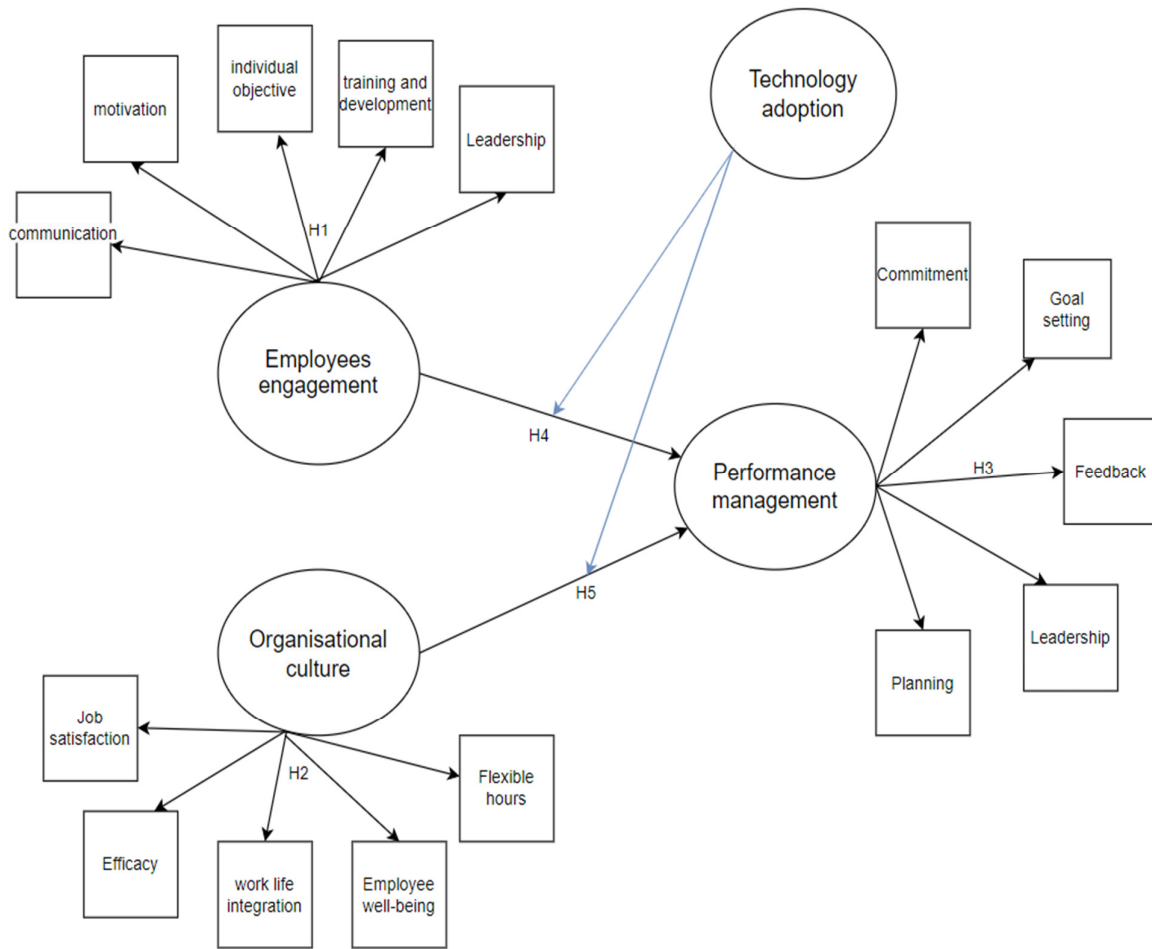 individual
objective
training and
development
motivation
Leadership
communication
H1
Technology
adoption
Employees
engagement
Commitment
Goal
setting
H4
Performance
management
H3
Feedback
H5
Organisational
culture
Leadership
Planning
Job
satisfaction
H2
Flexible
hours
Efficacy
work life
integration
Employee
well-being